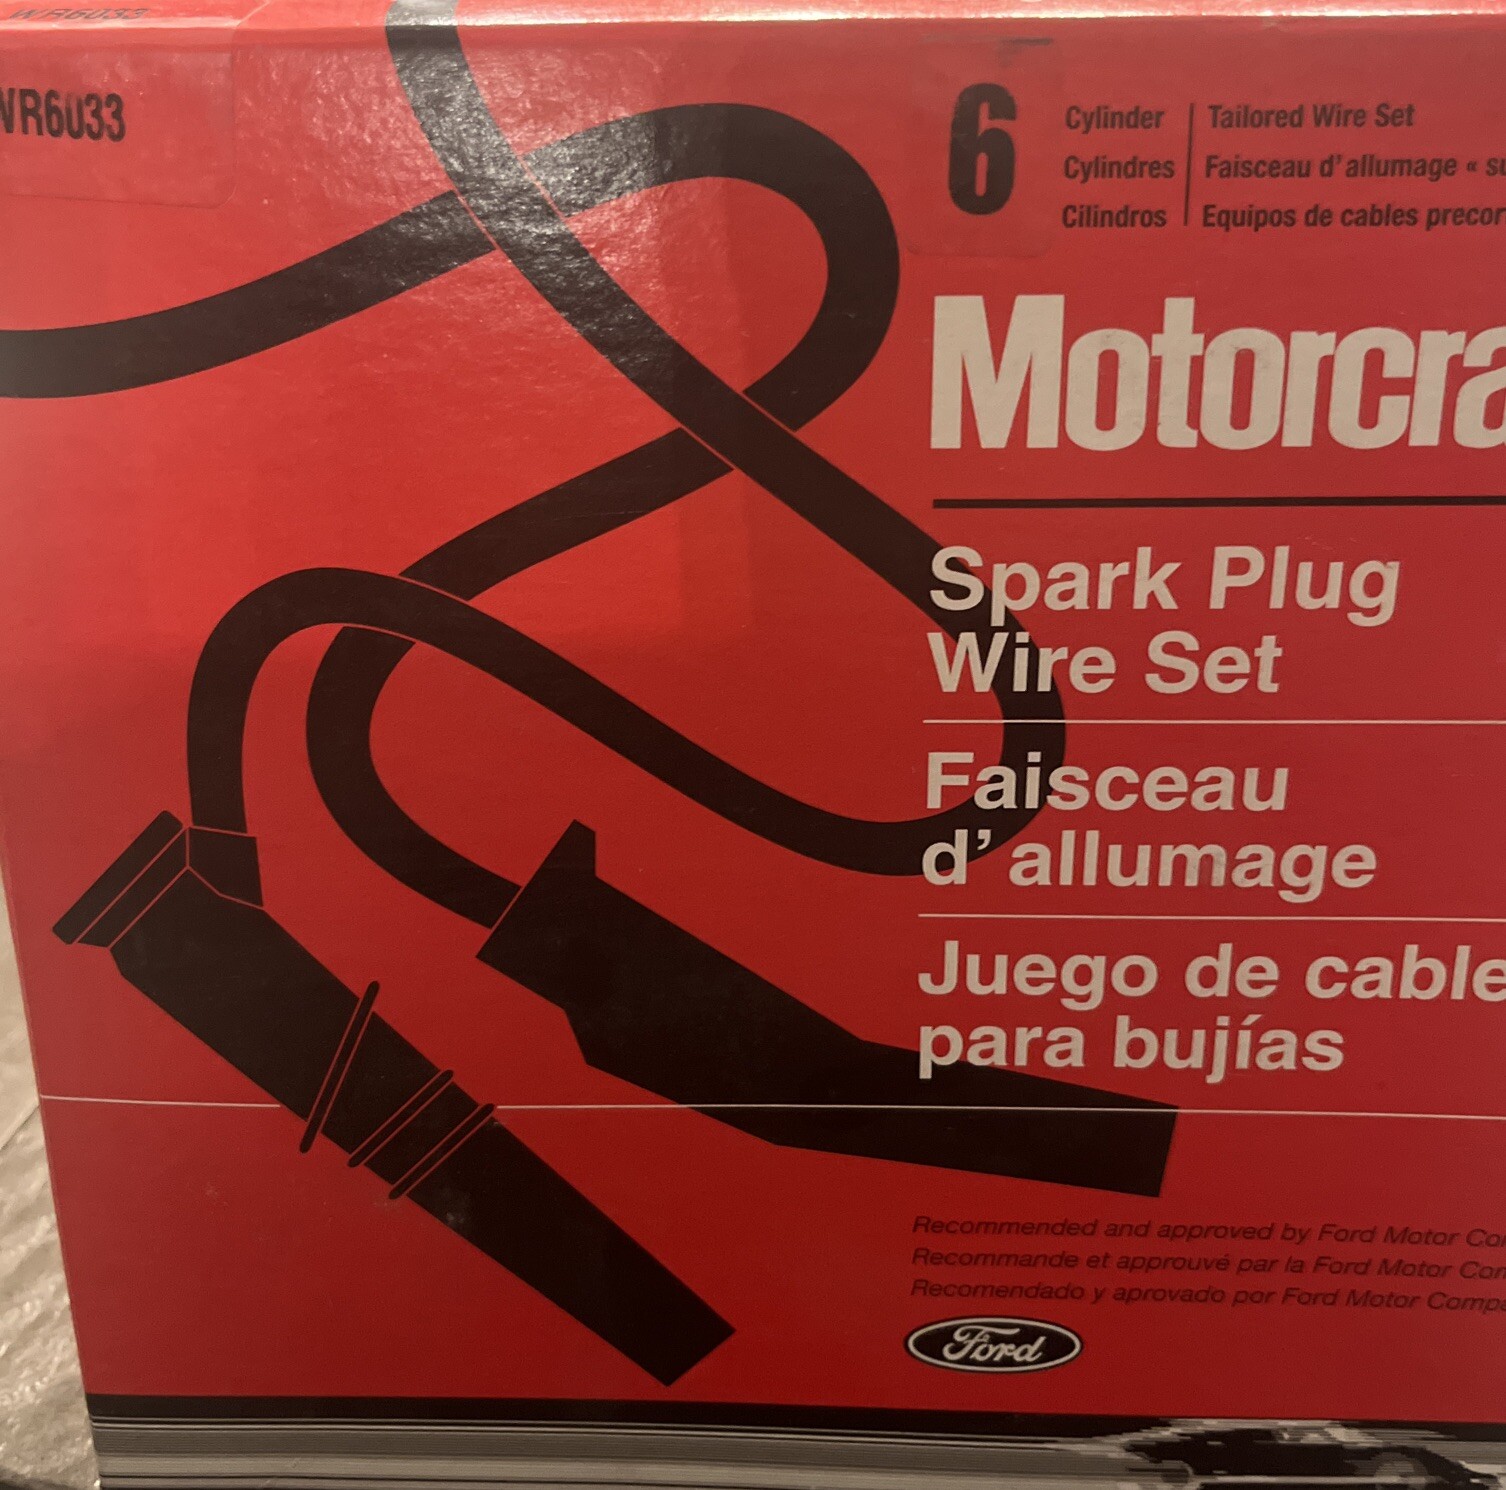 WR6033
WR6033
6
Cylinder | Tailored Wire Set
Cylindres | Faisceau d'allumage «
Cilindros | Equipos de cables
Motorcra
Spark Plug
Wire Set
Faisceau
d'allumage
Juego de cable
para bujías
Recommended and approved by Ford Motor
Recommande et approuvé par la Ford Motor
Recomendado y aprovado por Ford Motor
Ford